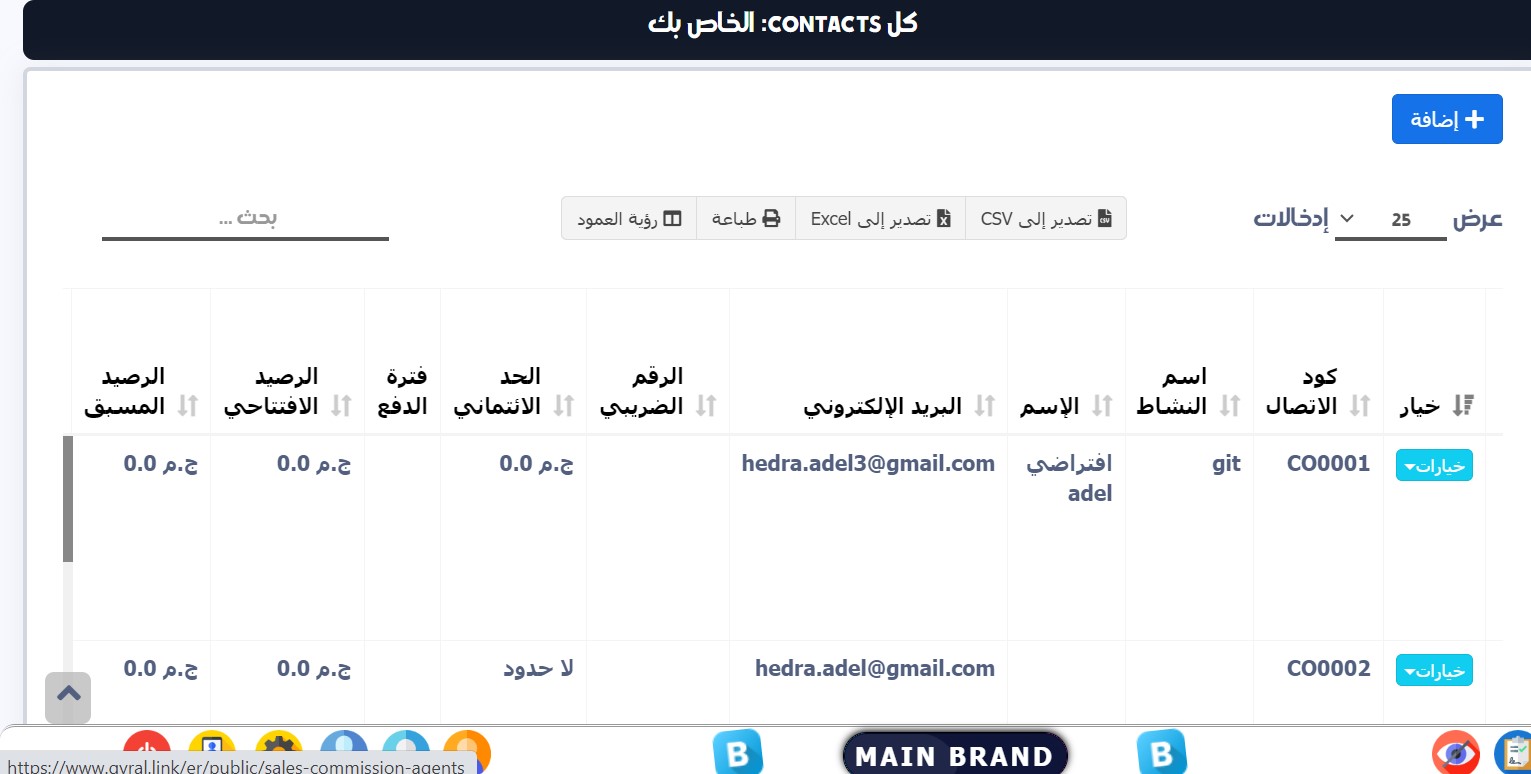 كل CONTACTS: الخاص بك
إضافة
عرض 25 إدخالات
تصدير إلى CSV
تصدير إلى Excel
طباعة
رؤية العمود
بحث ...
خيار
كود الاتصال
اسم النشاط
الإسم
البريد الإلكتروني
الرقم الضريبي
الحد الائتماني
فترة الدفع
الرصيد الافتتاحي
الرصيد المسبق
خيارات CO0001 git افتراضي adel hedra.adel3@gmail.com ج.م 0.0 ج.م 0.0 ج.م 0.0
خيارات CO0002 hedra.adel@gmail.com لا حدود ج.م 0.0 ج.م 0.0
B MAIN BRAND B
https://www.gvral.link/er/public/sales-commission-agents